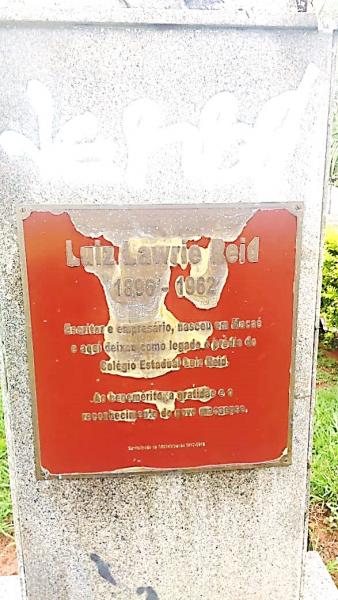 Luiz Lawrie Reid
1896 - 1962
Escritor e empresário, nasceu em Macaé
e aqui deixou como legado o prédio do
Colégio Estadual Luiz Reid.
Ao benemérito a gratidão e o
reconhecimento do povo macaense.